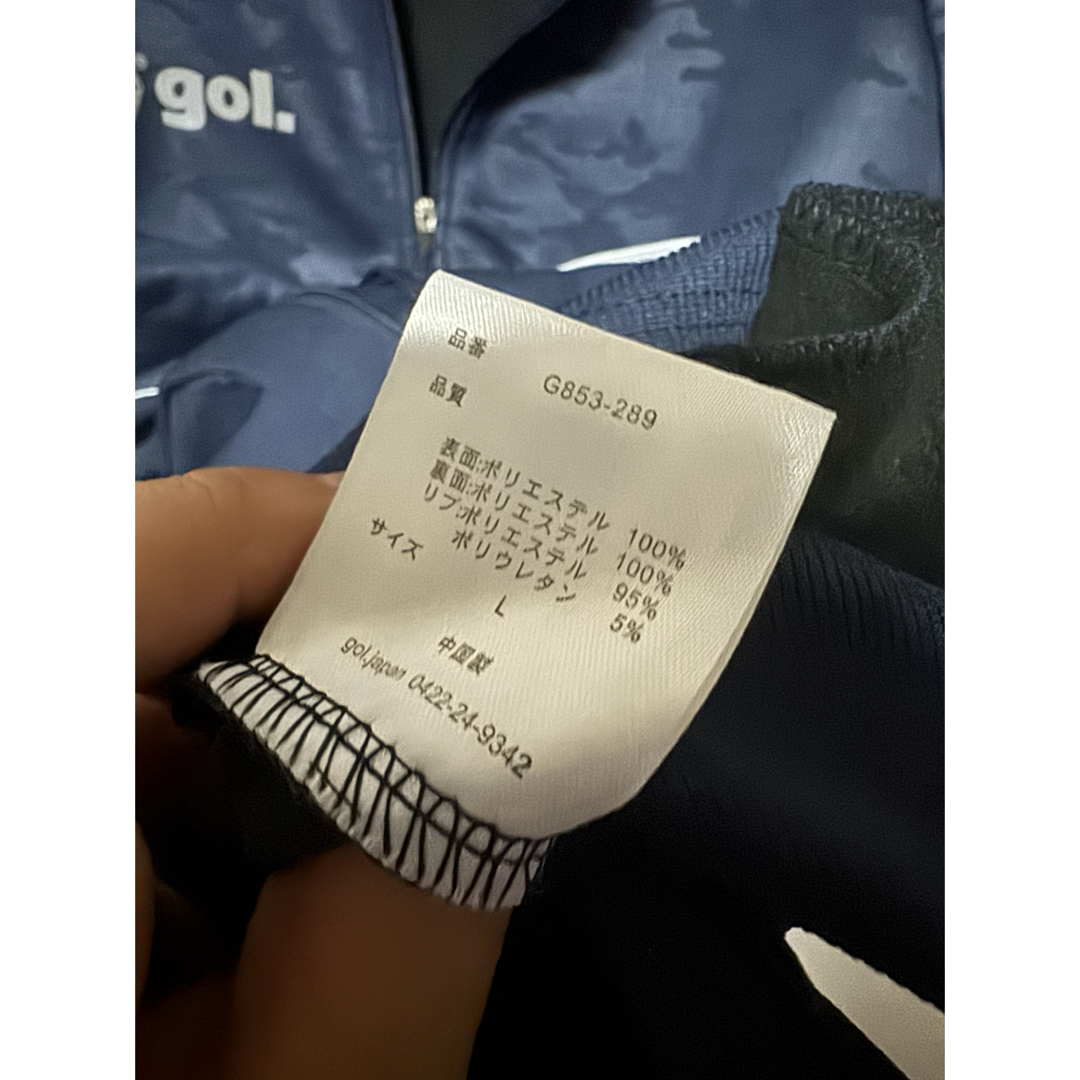 gol.
品番 G853-289
品質
表面:ポリエステル 100%
裏面:ポリエステル 100%
リブ:ポリエステル 95%
ポリウレタン 5%
サイズ L
中国製
gol.japan 0422-24-9342